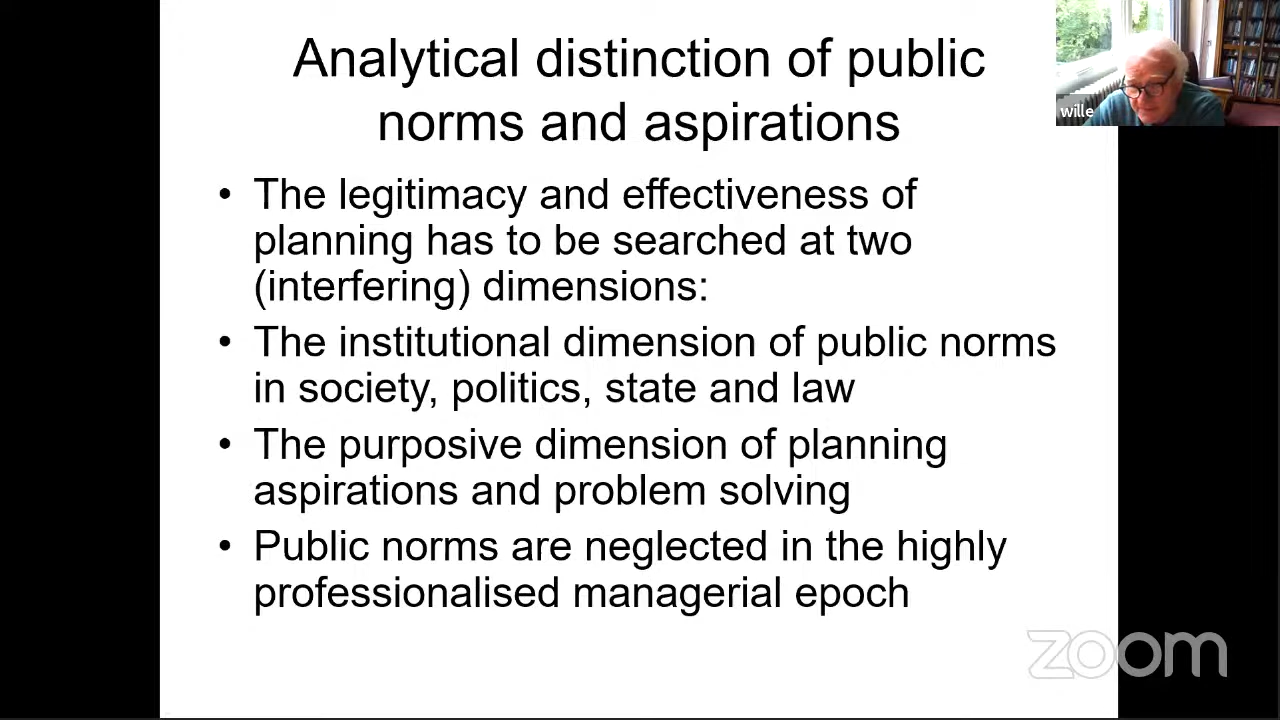 Analytical distinction of public
norms and aspirations
wille
• The legitimacy and effectiveness of
planning has to be searched at two
(interfering) dimensions:
• The institutional dimension of public norms
in society, politics, state and law
• The purposive dimension of planning
aspirations and problem solving
• Public norms are neglected in the highly
professionalised managerial epoch
zoom